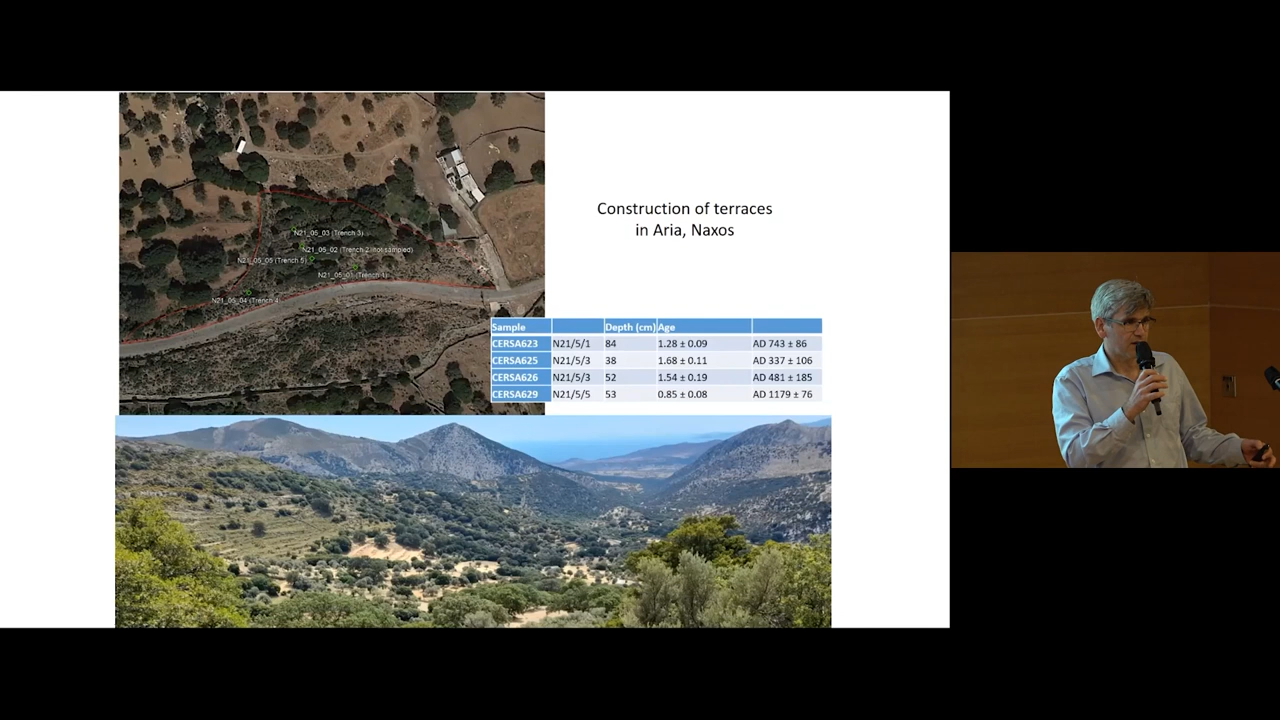 N21_05_03 (Trench 3)
N21_05_02 (Trench 2 not sampled)
N21_05_05 (Trench 5)
N21_05_01 (Trench 1)
N21_05_04 (Trench 4)
Construction of terraces
in Aria, Naxos
Sample Depth (cm) Age
CERSA623 N21/5/1 84 1.28 ± 0.09 AD 743 ± 86
CERSA625 N21/5/3 38 1.68 ± 0.11 AD 337 ± 106
CERSA626 N21/5/3 52 1.54 ± 0.19 AD 481 ± 185
CERSA629 N21/5/5 53 0.85 ± 0.08 AD 1179 ± 76